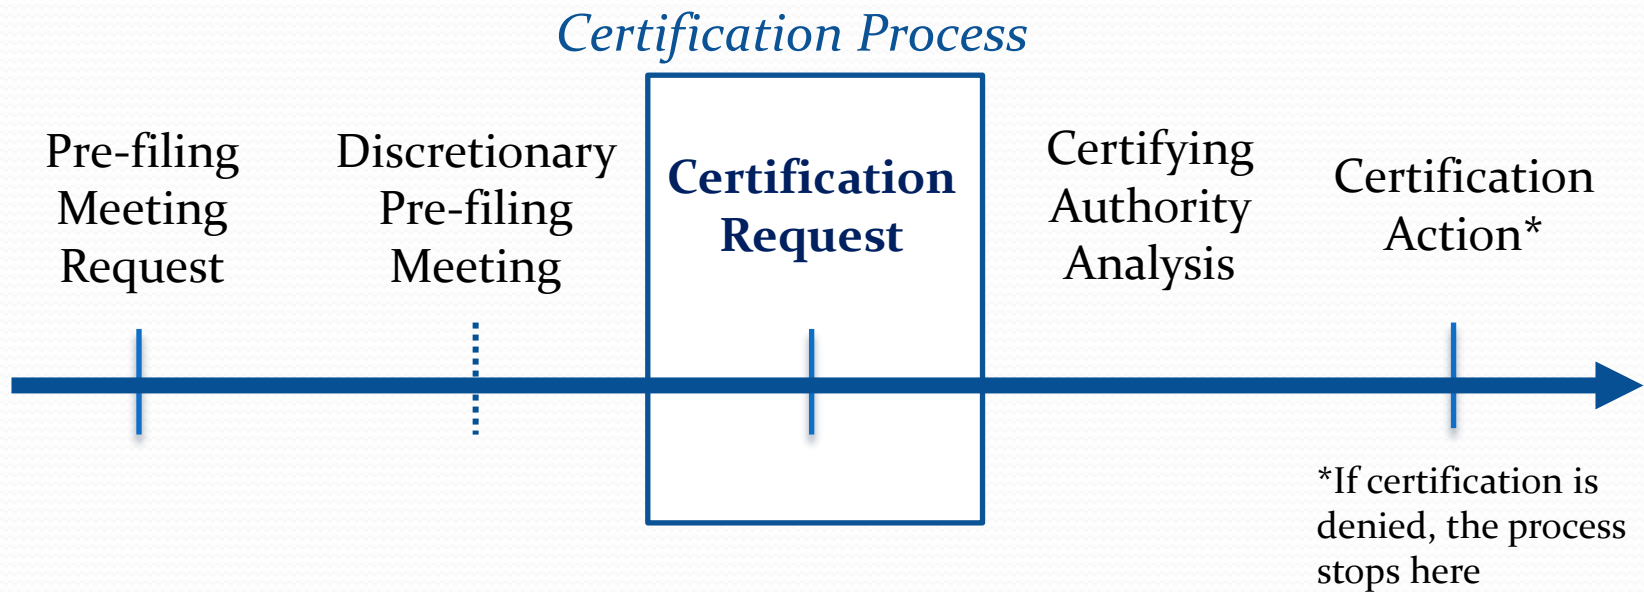 Certification Process
Pre-filing
Meeting
Request
Discretionary
Pre-filing
Meeting
Certification
Request
Certifying
Authority
Analysis
Certification
Action*
*If certification is
denied, the process
stops here